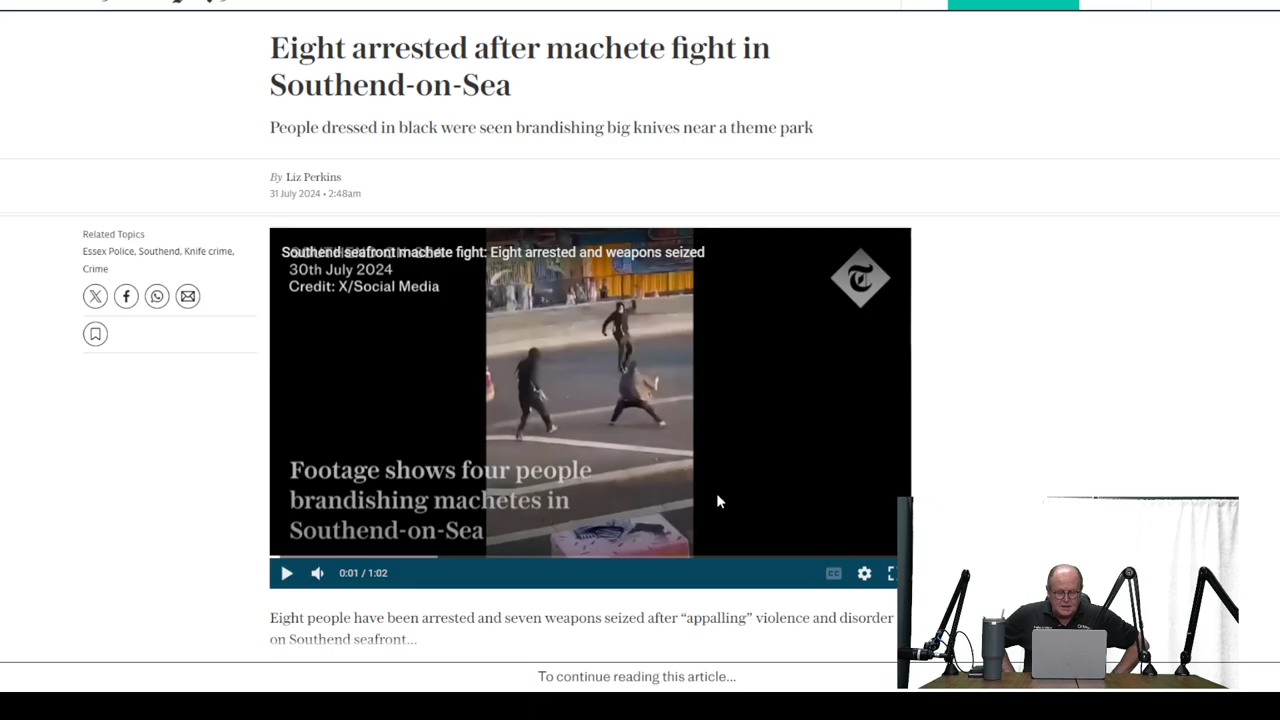 Eight arrested after machete fight in
Southend-on-Sea
People dressed in black were seen brandishing big knives near a theme park
By Liz Perkins
31 July 2024 • 2:48am
Related Topics
Essex Police, Southend, Knife crime,
Crime
Southend seafront machete fight: Eight arrested and weapons seized
30th July 2024
Credit: X/Social Media
Footage shows four people
brandishing machetes in
Southend-on-Sea
0:01 / 1:02
CC
Eight people have been arrested and seven weapons seized after “appalling” violence and disorder
on Southend seafront...
To continue reading this article...